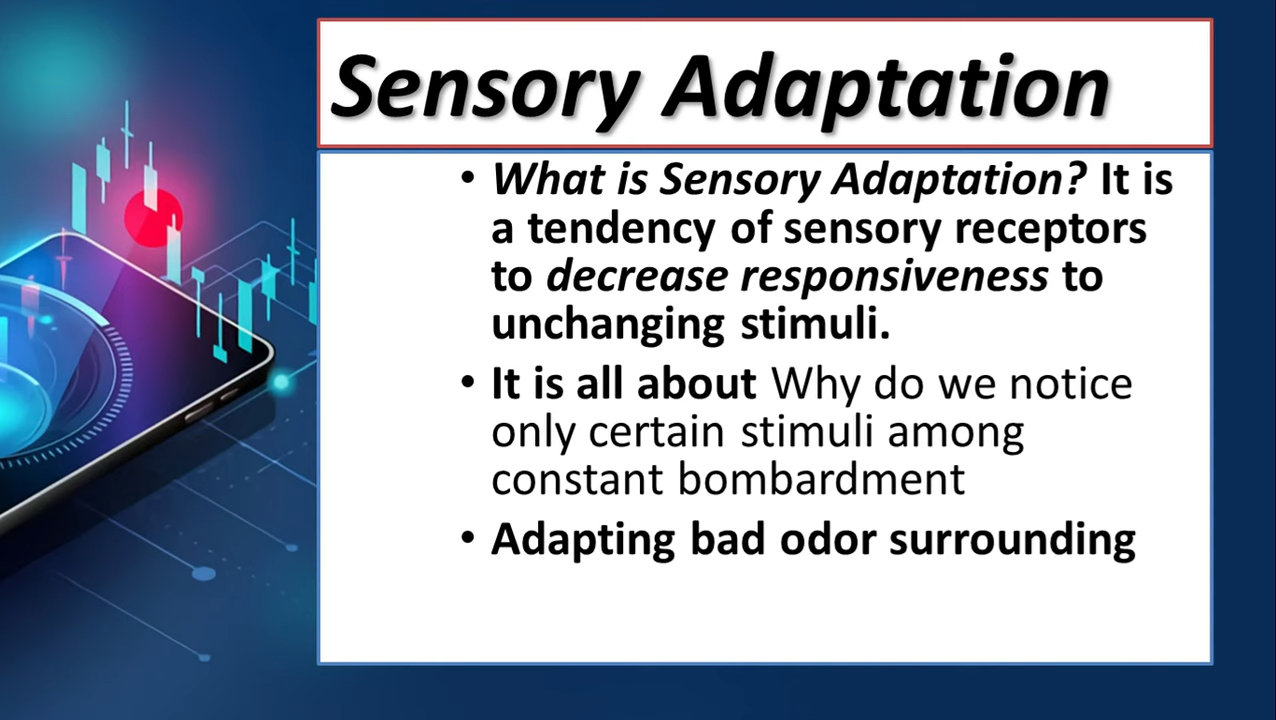 Sensory Adaptation
• What is Sensory Adaptation? It is
a tendency of sensory receptors
to decrease responsiveness to
unchanging stimuli.
• It is all about Why do we notice
only certain stimuli among
constant bombardment
• Adapting bad odor surrounding